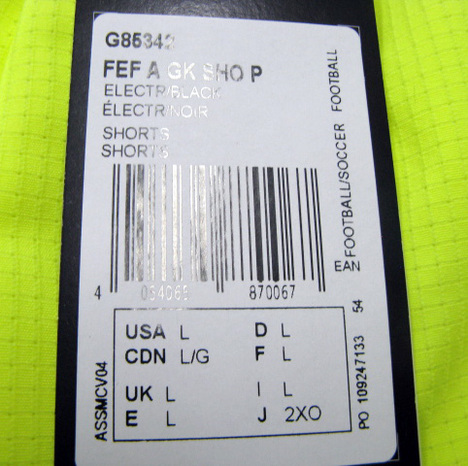 G85342
FEF A GK SHO P
ELECTR/BLACK
ÉLECTR/NOIR
SHORTS
SHORTS
FOOTBALL/SOCCER FOOTBALL
EAN
4 054065 870067
USA L D L
CDN L/G F L
UK L I L
E L J 2XO
ASSMCV04
PO 109247133 54